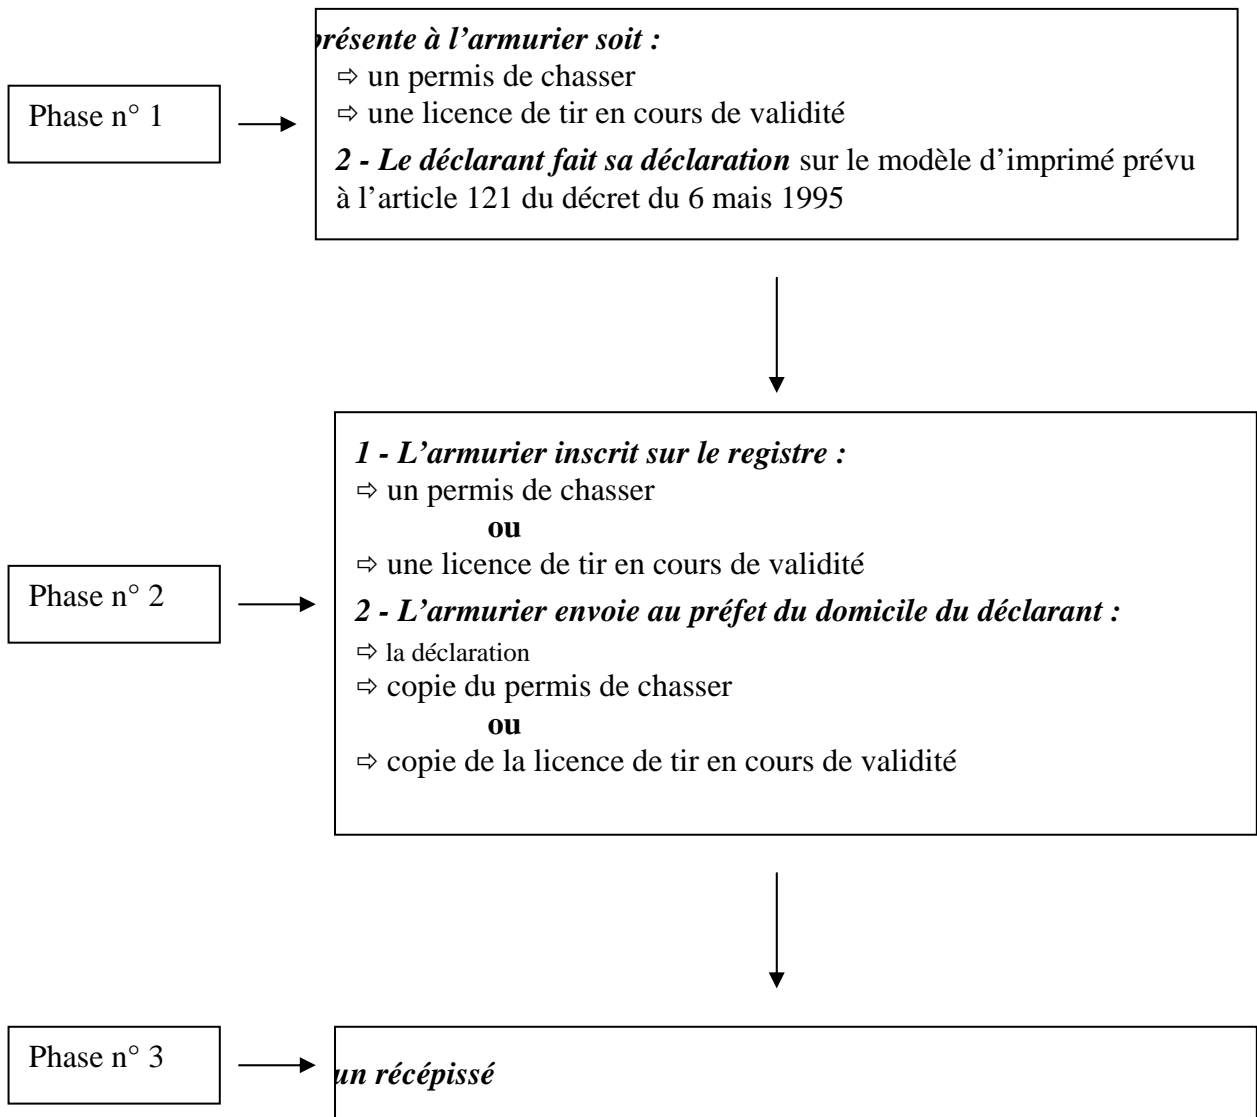 Phase n° 1
présente à l’armurier soit :
⇨ un permis de chasser
⇨ une licence de tir en cours de validité
2 - Le déclarant fait sa déclaration sur le modèle d’imprimé prévu
à l’article 121 du décret du 6 mais 1995
Phase n° 2
1 - L’armurier inscrit sur le registre :
⇨ un permis de chasser
ou
⇨ une licence de tir en cours de validité
2 - L’armurier envoie au préfet du domicile du déclarant :
⇨ la déclaration
⇨ copie du permis de chasser
ou
⇨ copie de la licence de tir en cours de validité
Phase n° 3
un récépissé